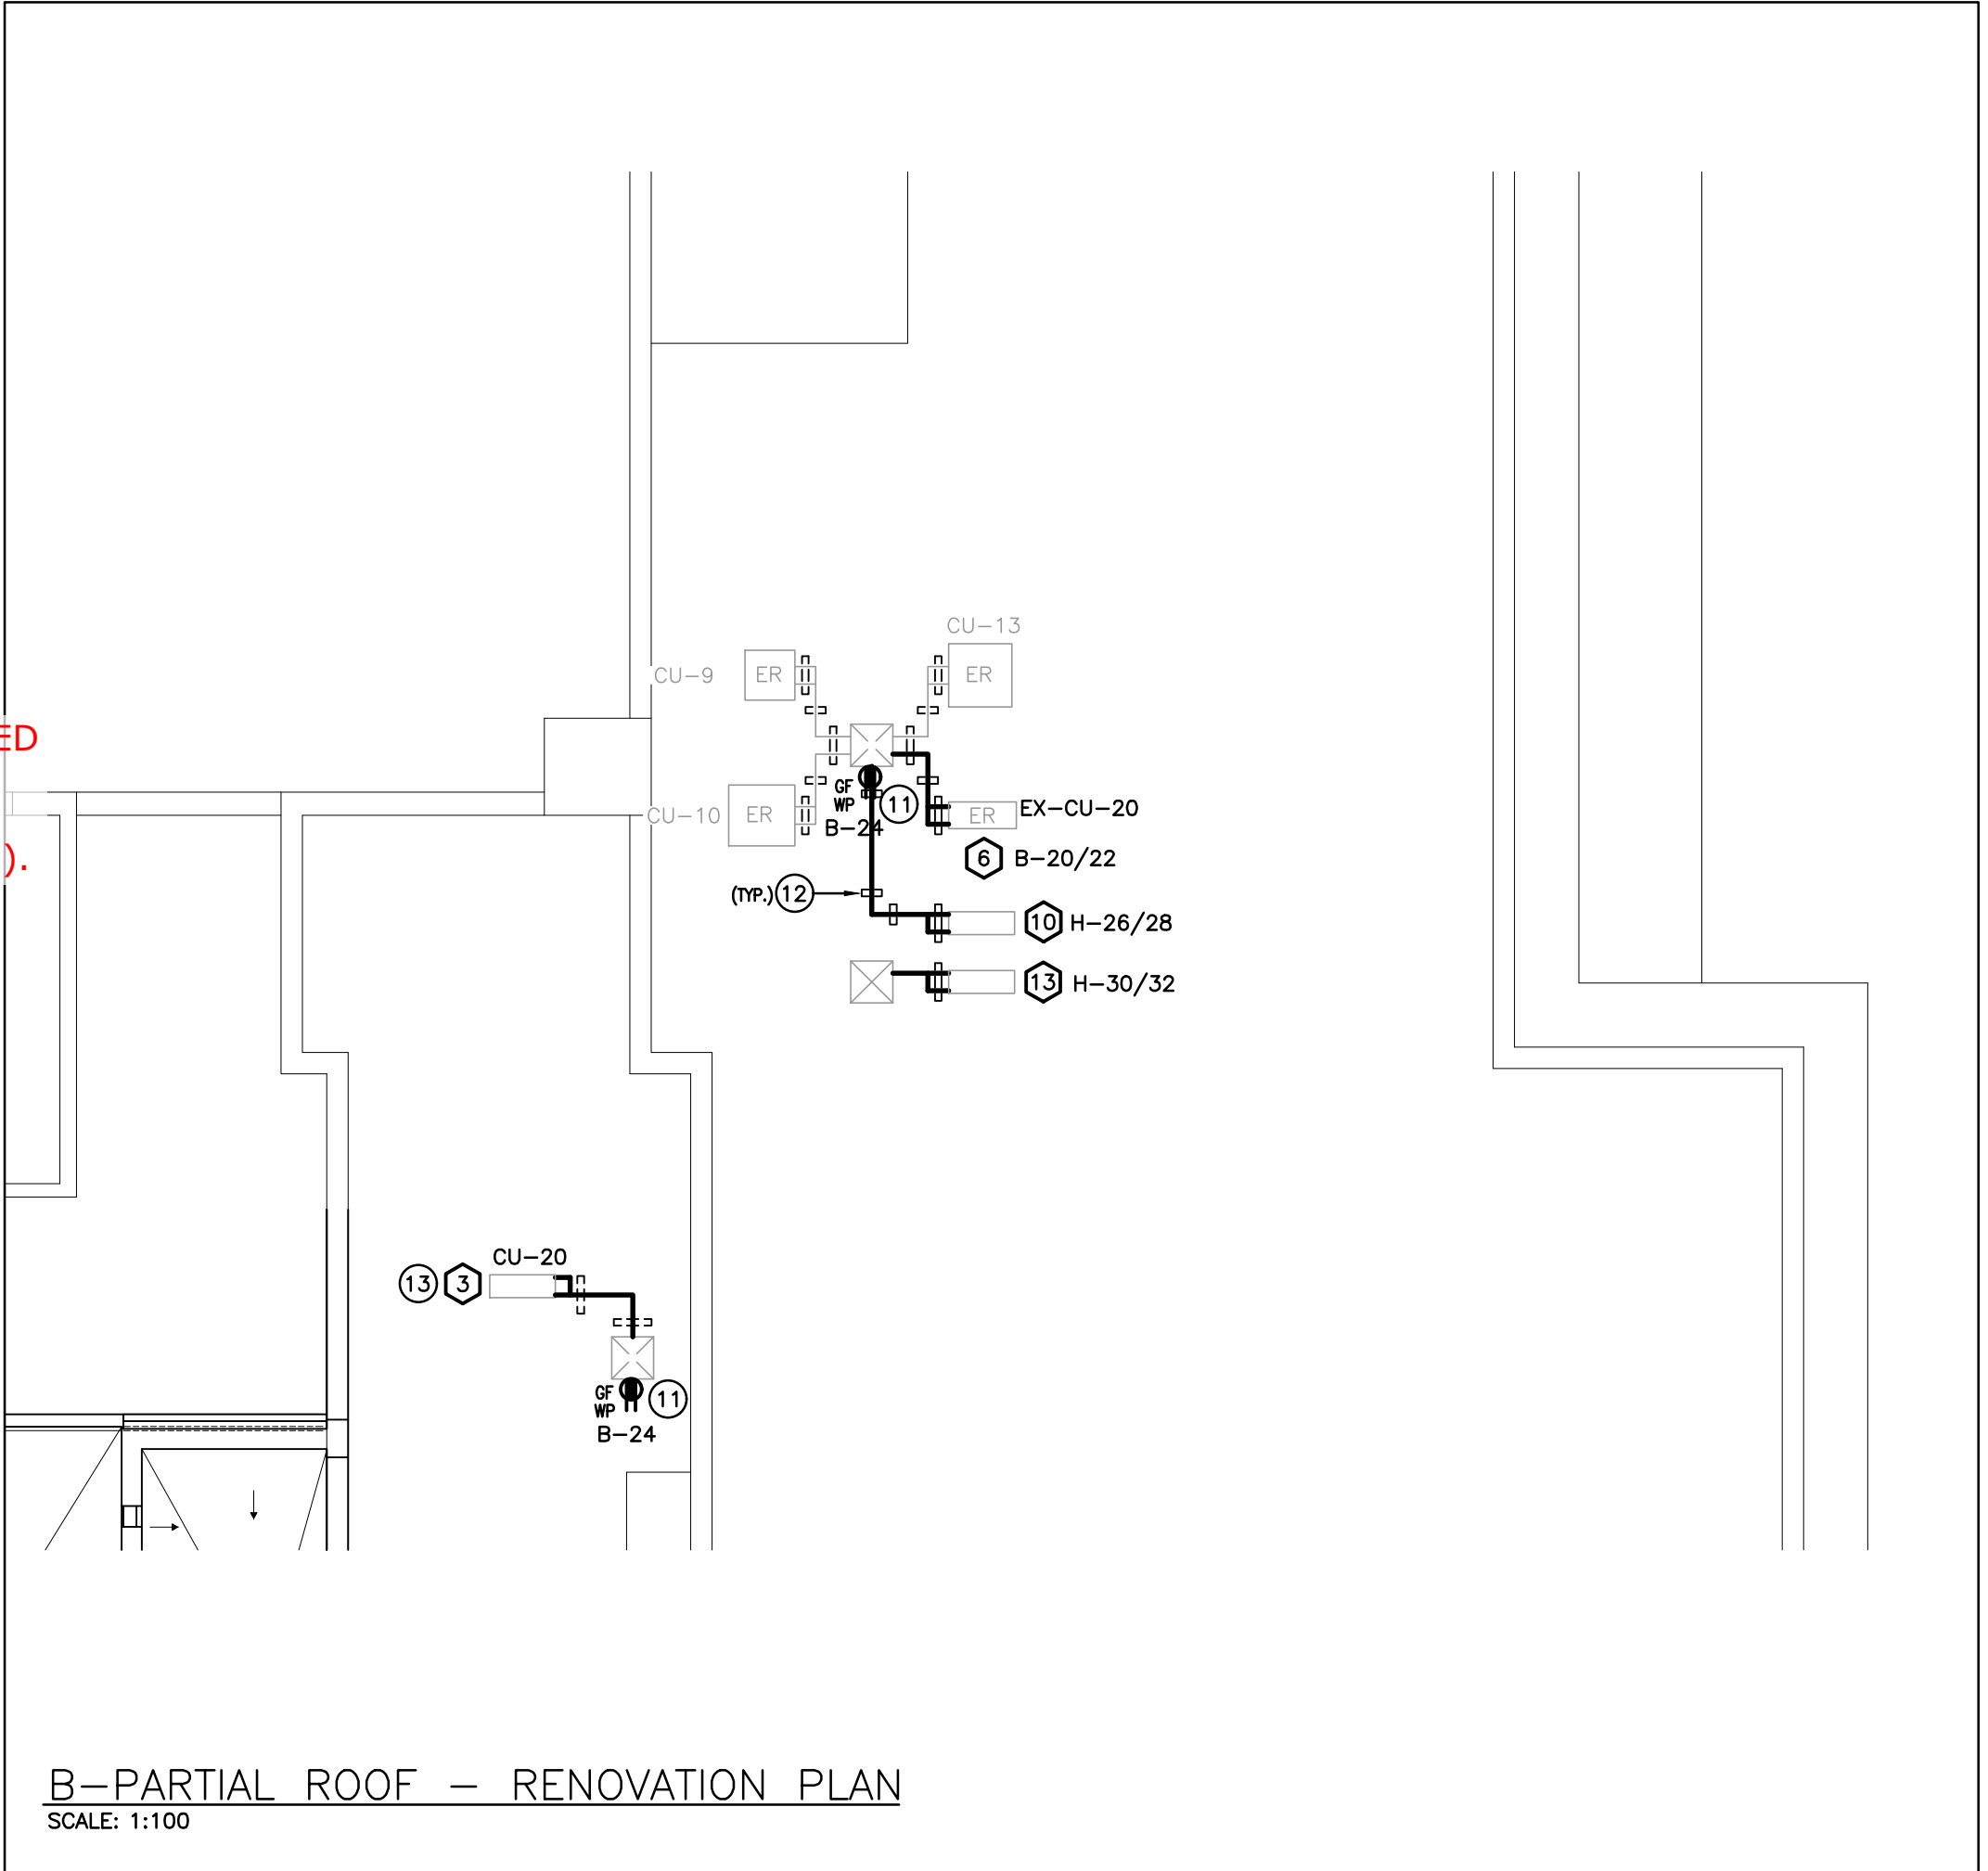 CU-13
CU-9
ER
ER
ED
GF
WP
11
B-24
CU-10
ER
ER
EX-CU-20
).
6
B-20/22
(TYP.)
12
10
H-26/28
13
H-30/32
CU-20
13
3
GF
WP
11
B-24
B-PARTIAL ROOF - RENOVATION PLAN
SCALE: 1:100